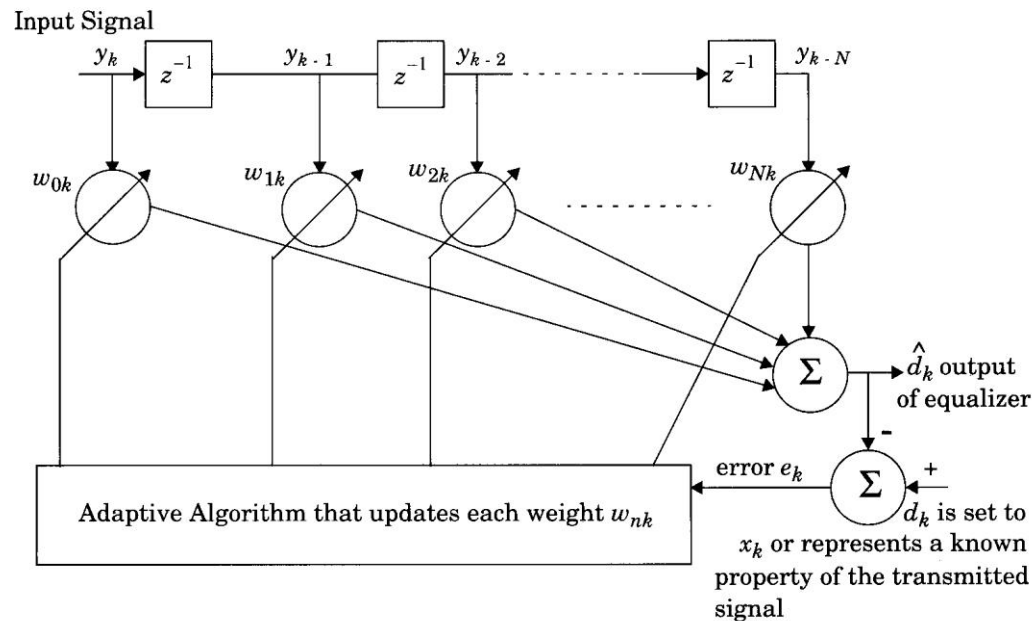 Input Signal
y_k z^{-1} y_{k-1} z^{-1} y_{k-2} z^{-1} y_{k-N}
w_{0k} w_{1k} w_{2k} w_{Nk}
Σ
\hat{d}_k output
of equalizer
-
error e_k Σ +
Adaptive Algorithm that updates each weight w_{nk}
d_k is set to
x_k or represents a known
property of the transmitted
signal